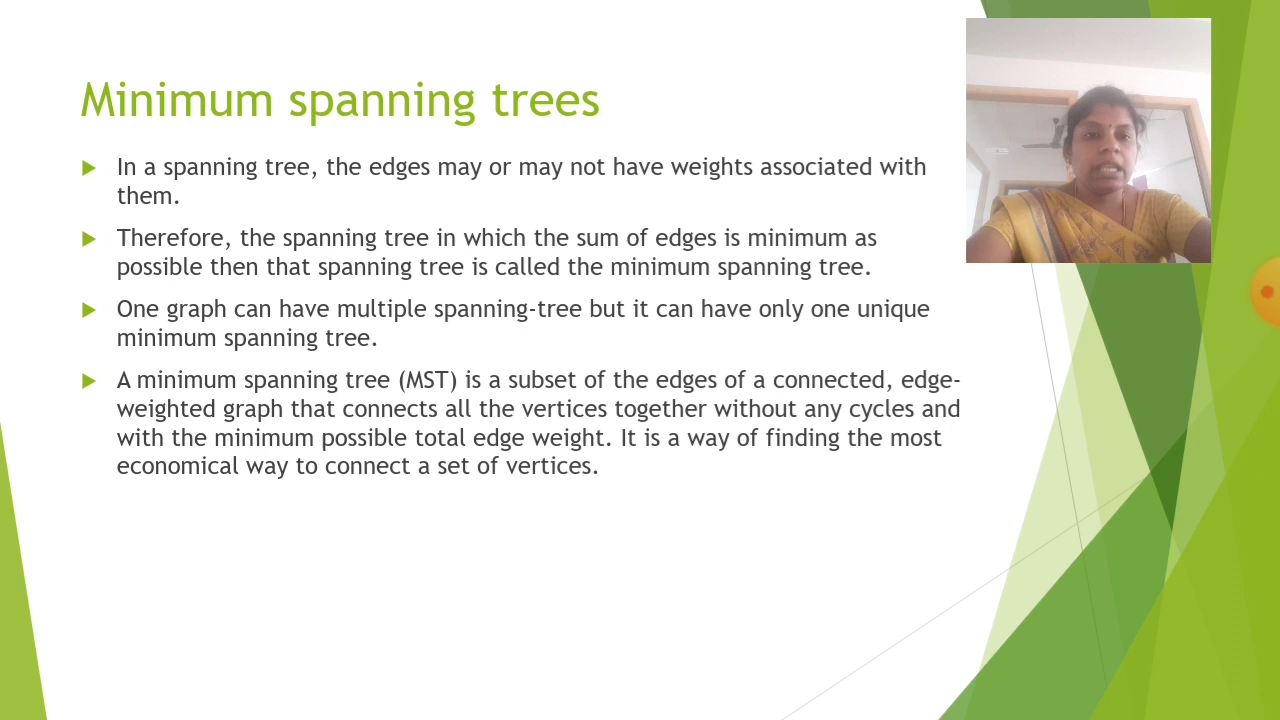 Minimum spanning trees
In a spanning tree, the edges may or may not have weights associated with
them.
Therefore, the spanning tree in which the sum of edges is minimum as
possible then that spanning tree is called the minimum spanning tree.
One graph can have multiple spanning-tree but it can have only one unique
minimum spanning tree.
A minimum spanning tree (MST) is a subset of the edges of a connected, edge-
weighted graph that connects all the vertices together without any cycles and
with the minimum possible total edge weight. It is a way of finding the most
economical way to connect a set of vertices.